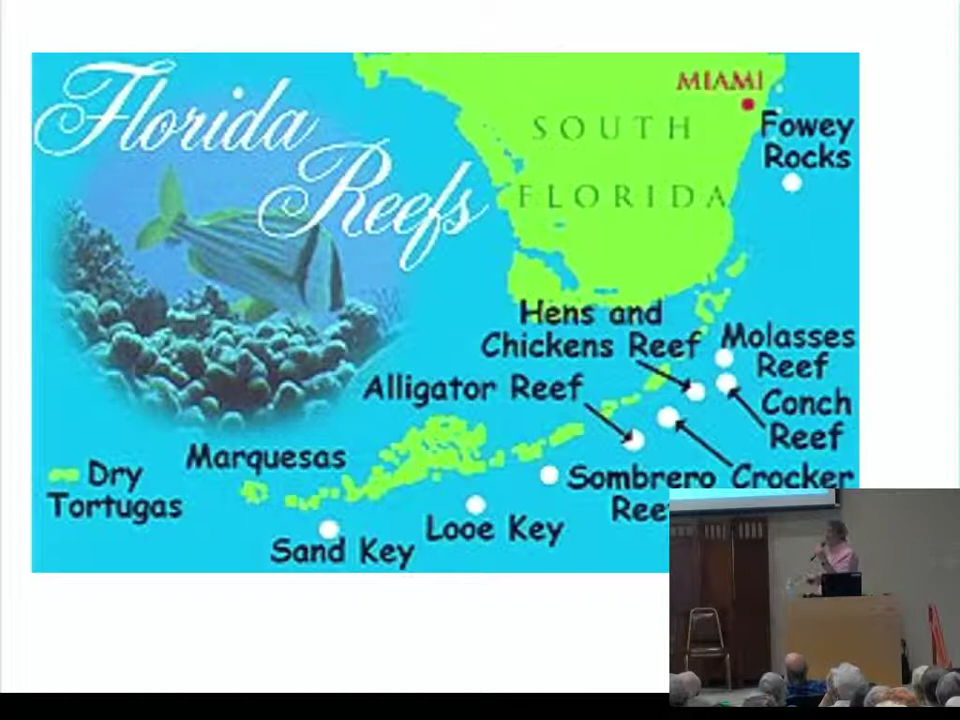 Florida
Reefs
MIAMI
SOUTH
FLORIDA
Fowey
Rocks
Hens and
Chickens Reef
Molasses
Reef
Alligator Reef
Conch
Reef
Marquesas
Dry
Tortugas
Sombrero
Crocker
Looe Key
Sand Key